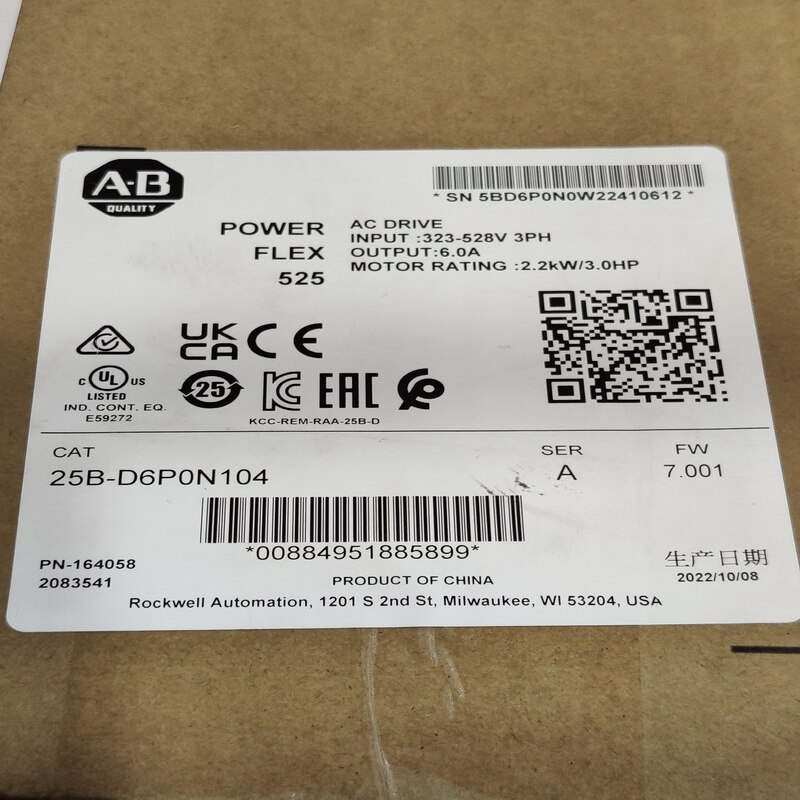 A-B
QUALITY
* SN 5BD6P0N0W22410612 *
POWER
FLEX
525
AC DRIVE
INPUT :323-528V 3PH
OUTPUT:6.0A
MOTOR RATING :2.2kW/3.0HP
UK
CA
CE
C UL US
LISTED
IND. CONT. EQ.
E59272
25
KC
EAC
KCC-REM-RAA-25B-D
CAT
25B-D6P0N104
SER
A
FW
7.001
*00884951885899*
PN-164058
2083541
生产日期
2022/10/08
PRODUCT OF CHINA
Rockwell Automation, 1201 S 2nd St, Milwaukee, WI 53204, USA